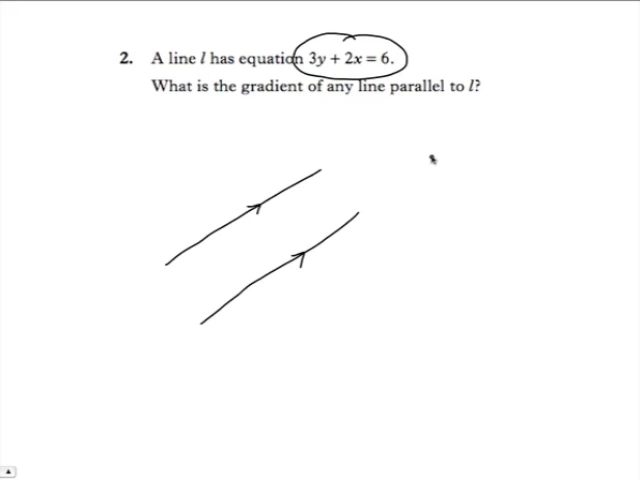 2. A line l has equation 3y + 2x = 6.
What is the gradient of any line parallel to l?